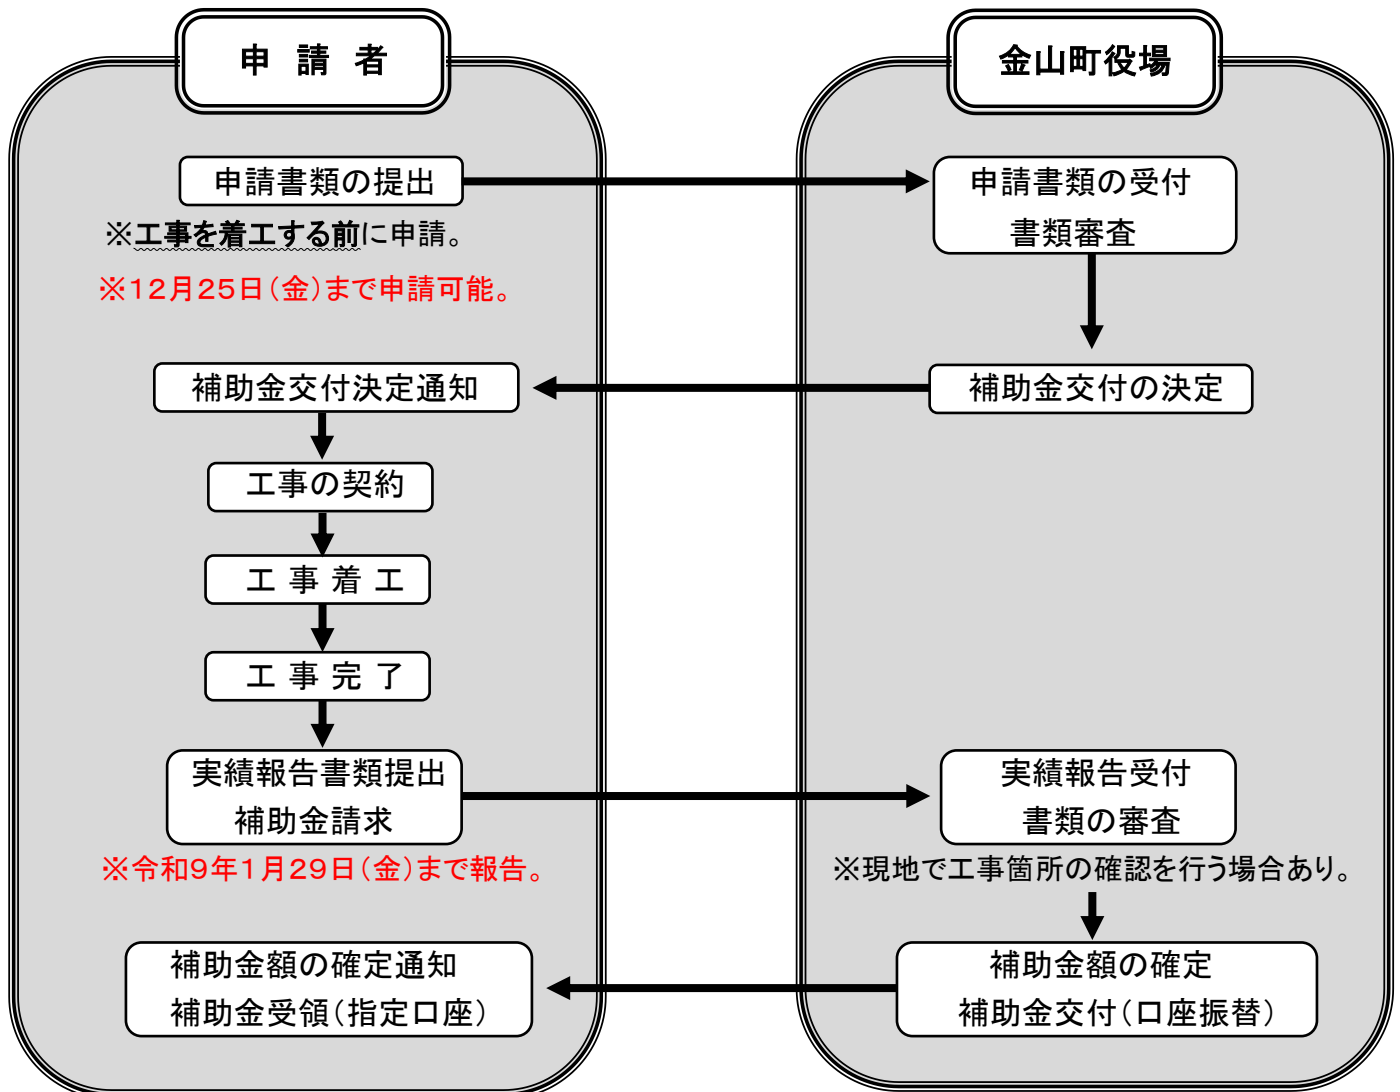 申 請 者
金山町役場
申請書類の提出
※工事を着工する前に申請。
※12月25日（金）まで申請可能。
申請書類の受付
書類審査
補助金交付決定通知
補助金交付の決定
工事の契約
工 事 着 工
工 事 完 了
実績報告書類提出
補助金請求
※令和9年1月29日（金）まで報告。
実績報告受付
書類の審査
※現地で工事箇所の確認を行う場合あり。
補助金額の確定通知
補助金受領（指定口座）
補助金額の確定
補助金交付（口座振替）